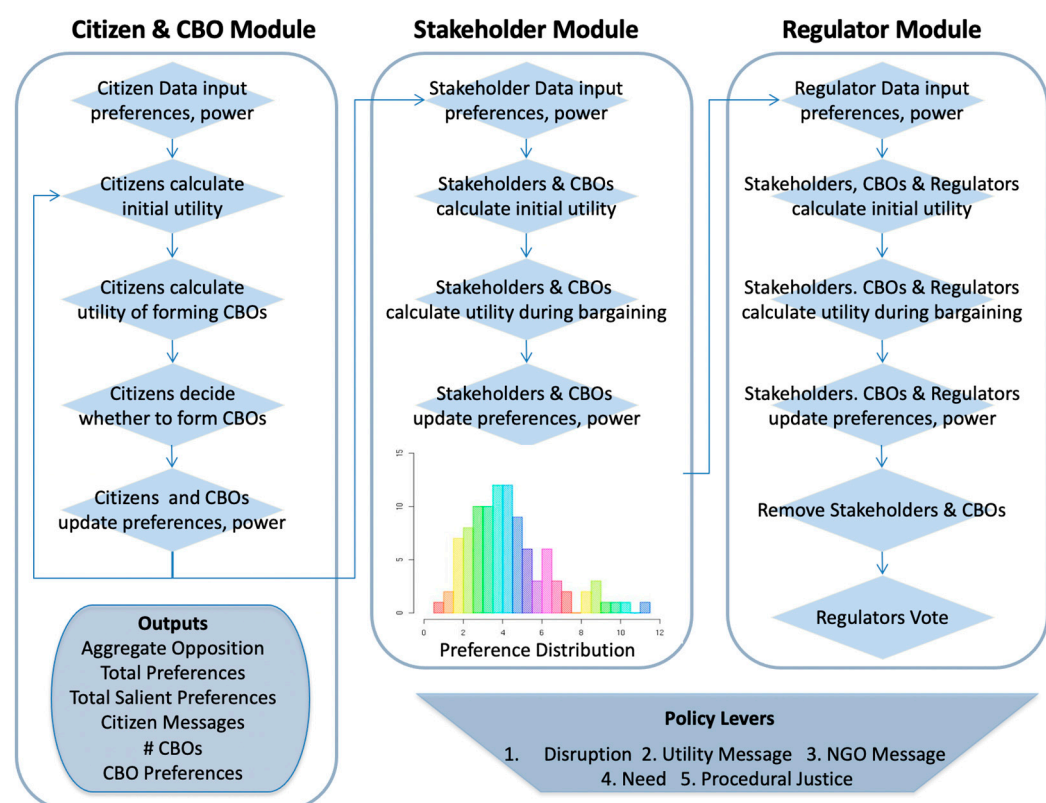 Citizen & CBO Module
Citizen Data input
preferences, power
Citizens calculate
initial utility
Citizens calculate
utility of forming CBOs
Citizens decide
whether to form CBOs
Citizens and CBOs
update preferences, power
Outputs
Aggregate Opposition
Total Preferences
Total Salient Preferences
Citizen Messages
# CBOs
CBO Preferences
Stakeholder Module
Stakeholder Data input
preferences, power
Stakeholders & CBOs
calculate initial utility
Stakeholders & CBOs
calculate utility during bargaining
Stakeholders & CBOs
update preferences, power
15
10
5
0
0 2 4 6 8 10 12
Preference Distribution
Regulator Module
Regulator Data input
preferences, power
Stakeholders, CBOs & Regulators
calculate initial utility
Stakeholders. CBOs & Regulators
calculate utility during bargaining
Stakeholders. CBOs & Regulators
update preferences, power
Remove Stakeholders & CBOs
Regulators Vote
Policy Levers
1. Disruption 2. Utility Message 3. NGO Message
4. Need 5. Procedural Justice